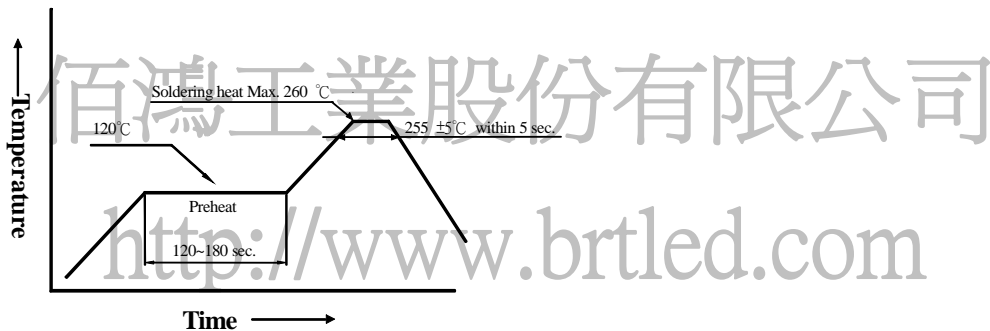 佰鴻工業股份有限公司
Soldering heat Max. 260 ℃
120℃
255 ±5℃ within 5 sec.
Temperature
Preheat
http://www.brtled.com
120~180 sec.
Time